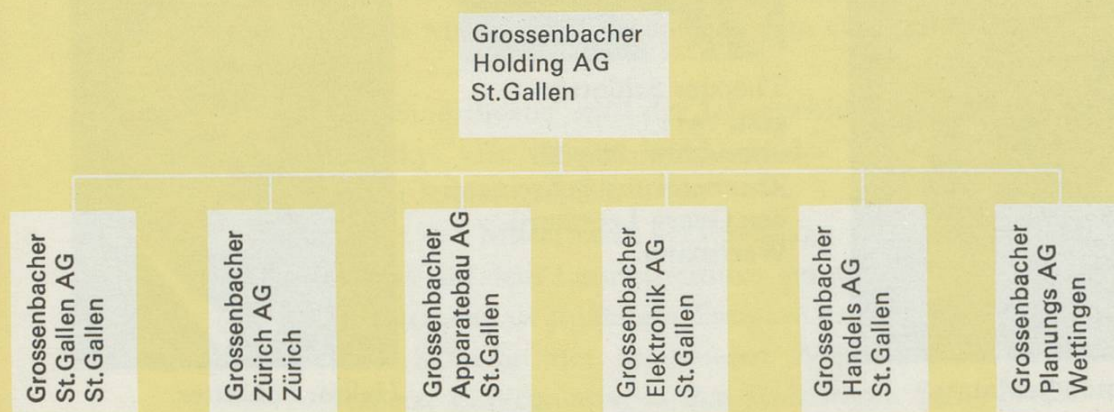 Grossenbacher
Holding AG
St.Gallen
Grossenbacher
St.Gallen AG
St.Gallen
Grossenbacher
Zürich AG
Zürich
Grossenbacher
Apparatebau AG
St.Gallen
Grossenbacher
Elektronik AG
St.Gallen
Grossenbacher
Handels AG
St.Gallen
Grossenbacher
Planungs AG
Wettingen